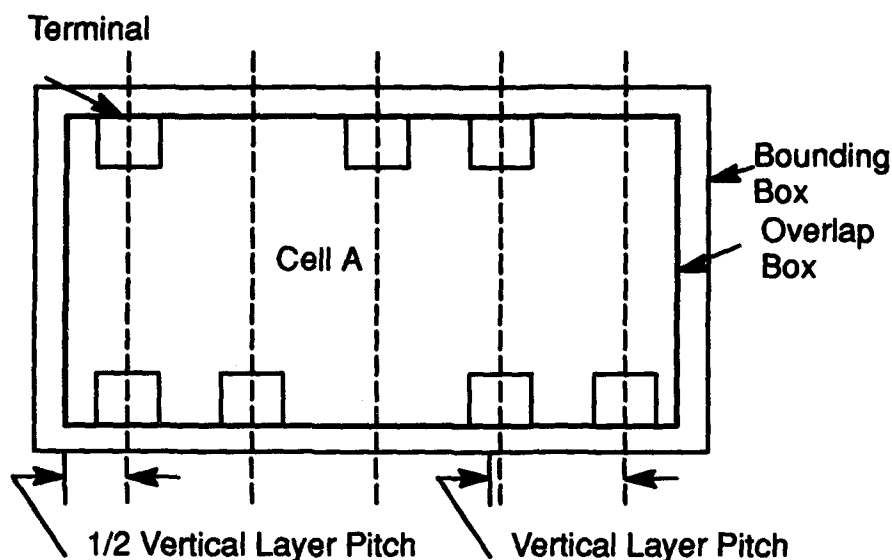 Terminal
Bounding
Box
Overlap
Box
Cell A
1/2 Vertical Layer Pitch
Vertical Layer Pitch